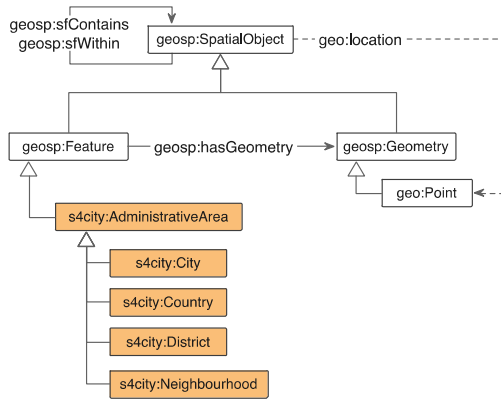 geosp:sfContains
geosp:sfWithin
geosp:SpatialObject
geo:location
geosp:Feature
geosp:hasGeometry
geosp:Geometry
geo:Point
s4city:AdministrativeArea
s4city:City
s4city:Country
s4city:District
s4city:Neighbourhood